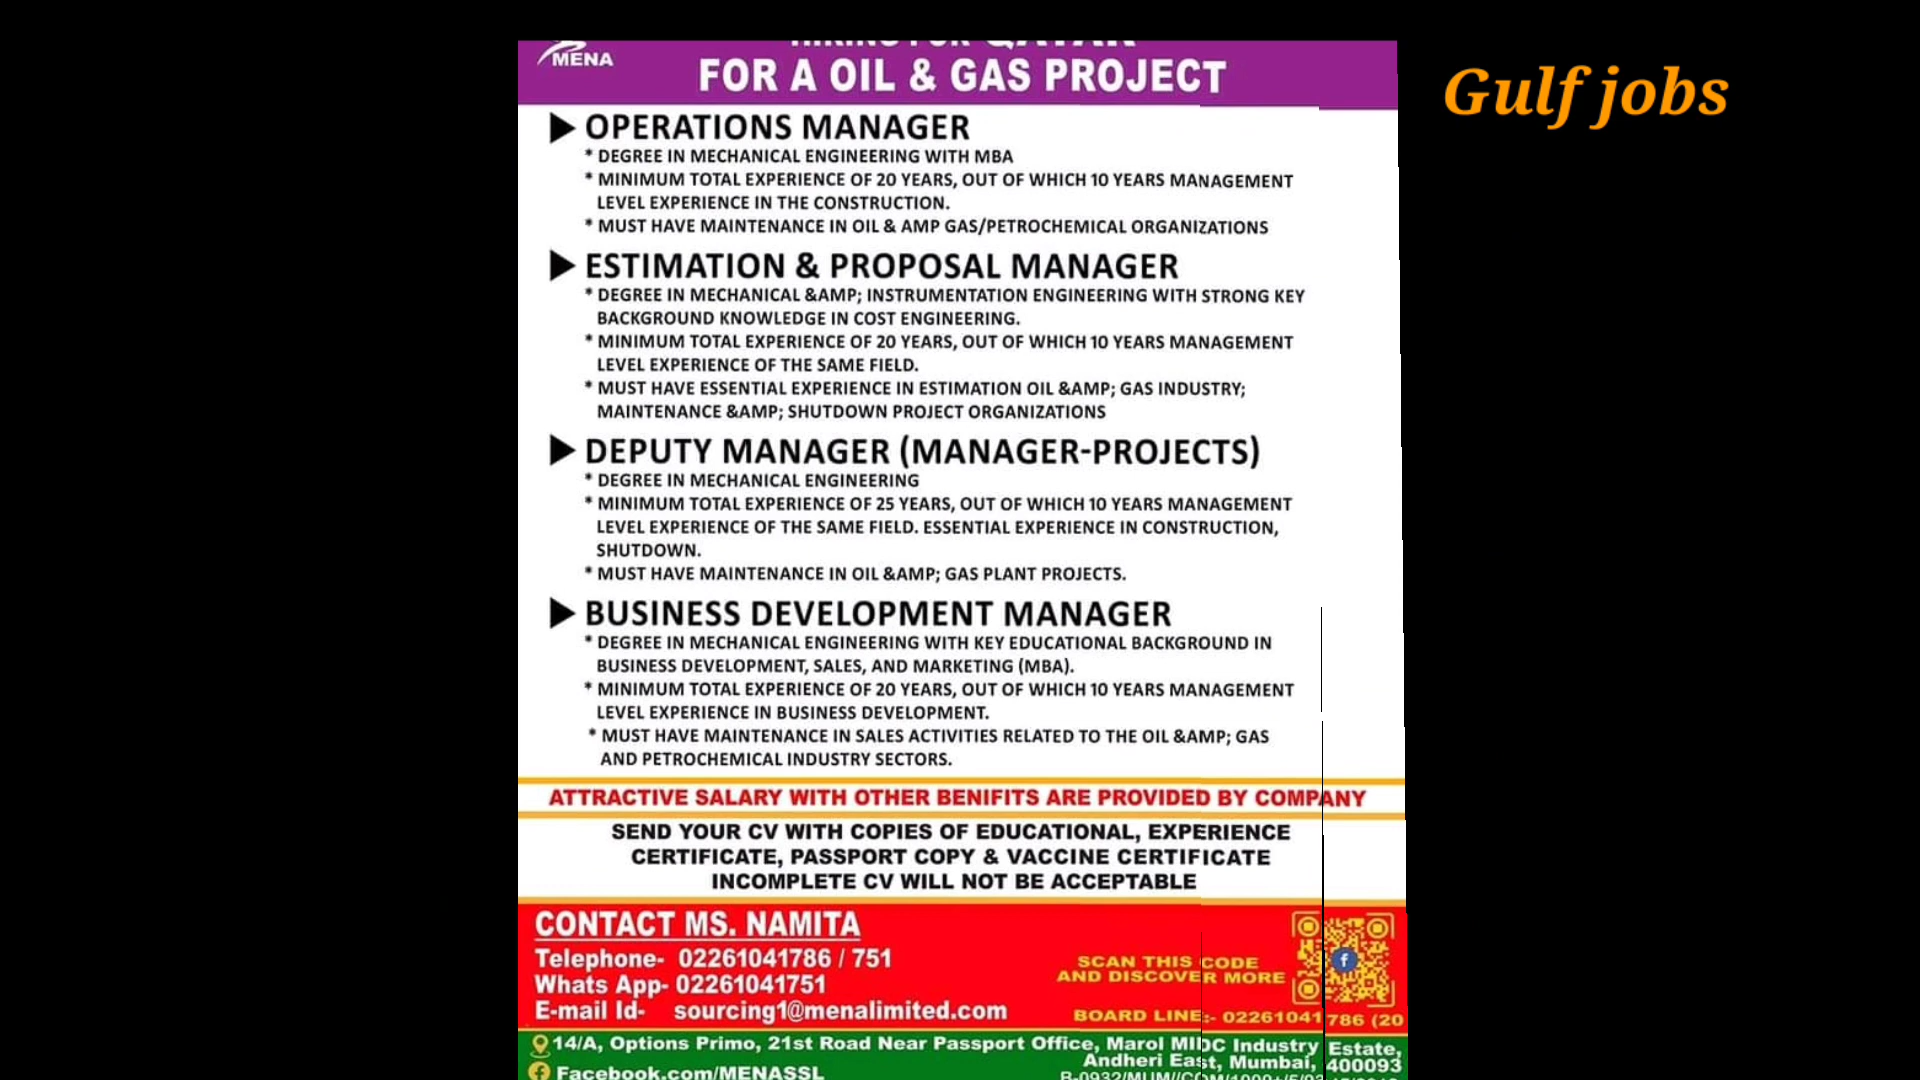 MENA
HIRING FOR QATAR
FOR A OIL & GAS PROJECT
Gulf jobs
▶ OPERATIONS MANAGER
* DEGREE IN MECHANICAL ENGINEERING WITH MBA
* MINIMUM TOTAL EXPERIENCE OF 20 YEARS, OUT OF WHICH 10 YEARS MANAGEMENT
LEVEL EXPERIENCE IN THE CONSTRUCTION.
* MUST HAVE MAINTENANCE IN OIL & AMP GAS/PETROCHEMICAL ORGANIZATIONS
▶ ESTIMATION & PROPOSAL MANAGER
* DEGREE IN MECHANICAL &AMP; INSTRUMENTATION ENGINEERING WITH STRONG KEY
BACKGROUND KNOWLEDGE IN COST ENGINEERING.
* MINIMUM TOTAL EXPERIENCE OF 20 YEARS, OUT OF WHICH 10 YEARS MANAGEMENT
LEVEL EXPERIENCE OF THE SAME FIELD.
* MUST HAVE ESSENTIAL EXPERIENCE IN ESTIMATION OIL &AMP; GAS INDUSTRY;
MAINTENANCE &AMP; SHUTDOWN PROJECT ORGANIZATIONS
▶ DEPUTY MANAGER (MANAGER-PROJECTS)
* DEGREE IN MECHANICAL ENGINEERING
* MINIMUM TOTAL EXPERIENCE OF 25 YEARS, OUT OF WHICH 10 YEARS MANAGEMENT
LEVEL EXPERIENCE OF THE SAME FIELD. ESSENTIAL EXPERIENCE IN CONSTRUCTION,
SHUTDOWN.
* MUST HAVE MAINTENANCE IN OIL &AMP; GAS PLANT PROJECTS.
▶ BUSINESS DEVELOPMENT MANAGER
* DEGREE IN MECHANICAL ENGINEERING WITH KEY EDUCATIONAL BACKGROUND IN
BUSINESS DEVELOPMENT, SALES, AND MARKETING (MBA).
* MINIMUM TOTAL EXPERIENCE OF 20 YEARS, OUT OF WHICH 10 YEARS MANAGEMENT
LEVEL EXPERIENCE IN BUSINESS DEVELOPMENT.
* MUST HAVE MAINTENANCE IN SALES ACTIVITIES RELATED TO THE OIL &AMP; GAS
AND PETROCHEMICAL INDUSTRY SECTORS.
ATTRACTIVE SALARY WITH OTHER BENIFITS ARE PROVIDED BY COMPANY
SEND YOUR CV WITH COPIES OF EDUCATIONAL, EXPERIENCE
CERTIFICATE, PASSPORT COPY & VACCINE CERTIFICATE
INCOMPLETE CV WILL NOT BE ACCEPTABLE
CONTACT MS. NAMITA
Telephone- 02261041786 / 751
Whats App- 02261041751
E-mail Id- sourcing1@menalimited.com
SCAN THIS CODE
AND DISCOVER MORE
BOARD LINE:- 02261041786 (20
14/A, Options Primo, 21st Road Near Passport Office, Marol MIDC Industry Estate,
Andheri East, Mumbai, 400093
Facebook.com/MENASSL